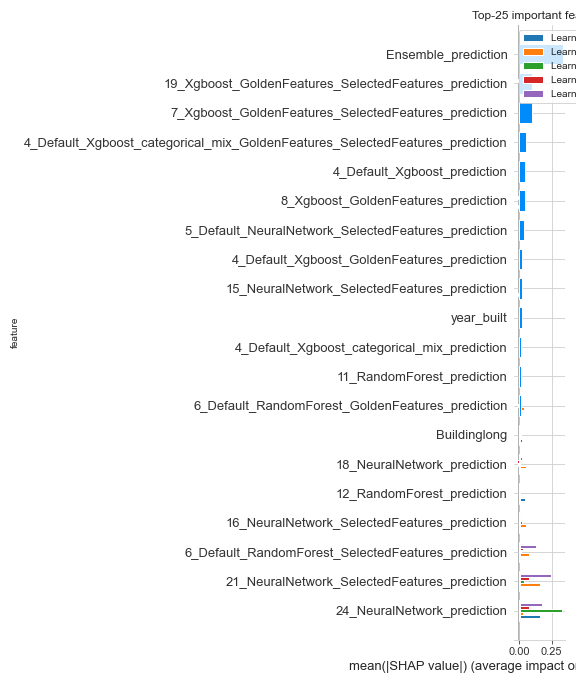 Top-25 important fea
Learn
Learn
Learn
Learn
Learn
Ensemble_prediction
19_Xgboost_GoldenFeatures_SelectedFeatures_prediction
7_Xgboost_GoldenFeatures_SelectedFeatures_prediction
4_Default_Xgboost_categorical_mix_GoldenFeatures_SelectedFeatures_prediction
4_Default_Xgboost_prediction
8_Xgboost_GoldenFeatures_prediction
5_Default_NeuralNetwork_SelectedFeatures_prediction
4_Default_Xgboost_GoldenFeatures_prediction
15_NeuralNetwork_SelectedFeatures_prediction
year_built
4_Default_Xgboost_categorical_mix_prediction
11_RandomForest_prediction
6_Default_RandomForest_GoldenFeatures_prediction
Buildinglong
18_NeuralNetwork_prediction
12_RandomForest_prediction
16_NeuralNetwork_SelectedFeatures_prediction
6_Default_RandomForest_SelectedFeatures_prediction
21_NeuralNetwork_SelectedFeatures_prediction
24_NeuralNetwork_prediction
feature
0.00 0.25
mean(|SHAP value|) (average impact o